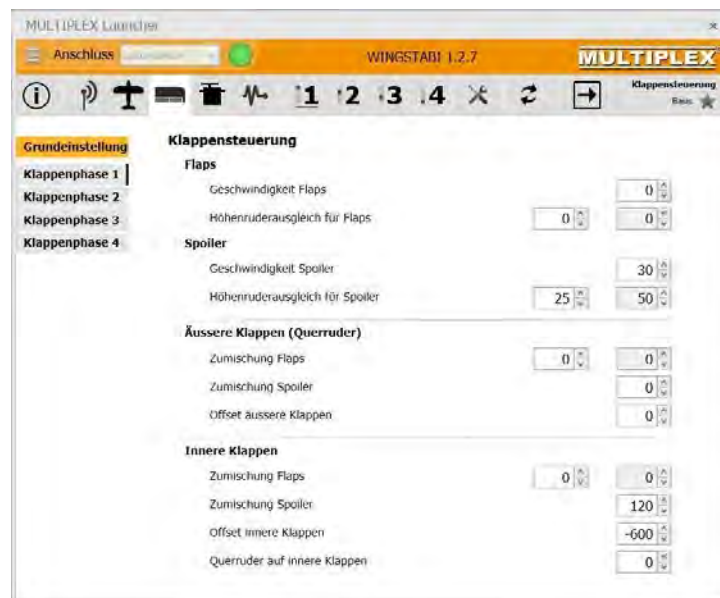 MULTIPLEX Launcher
Anschluss
WINGSTABI 1.2.7
MULTIPLEX
1 2 3 4
Klappensteuerung
Basis
Grundeinstellung
Klappenphase 1
Klappenphase 2
Klappenphase 3
Klappenphase 4
Klappensteuerung
Flaps
Geschwindigkeit Flaps 0
Höhenruderausgleich für Flaps 0 0
Spoiler
Geschwindigkeit Spoiler 30
Höhenruderausgleich für Spoiler 25 50
Äussere Klappen (Querruder)
Zumischung Flaps 0 0
Zumischung Spoiler 0
Offset äussere Klappen 0
Innere Klappen
Zumischung Flaps 0 0
Zumischung Spoiler 120
Offset innere Klappen -600
Querruder auf innere Klappen 0